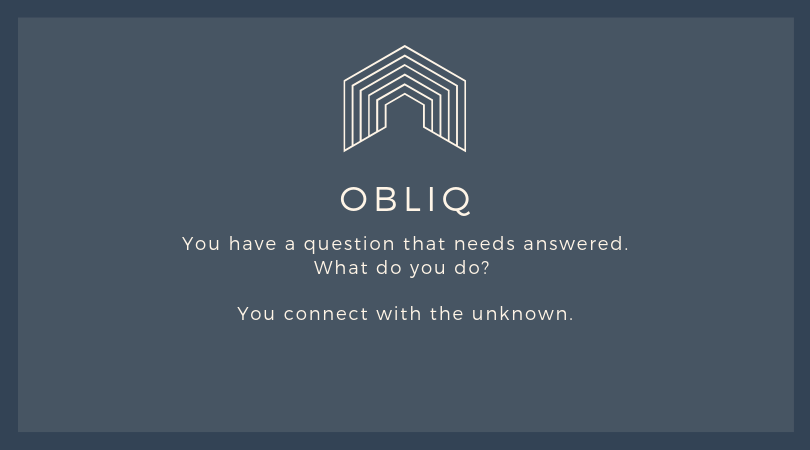 OBLIQ
You have a question that needs answered.
What do you do?
You connect with the unknown.